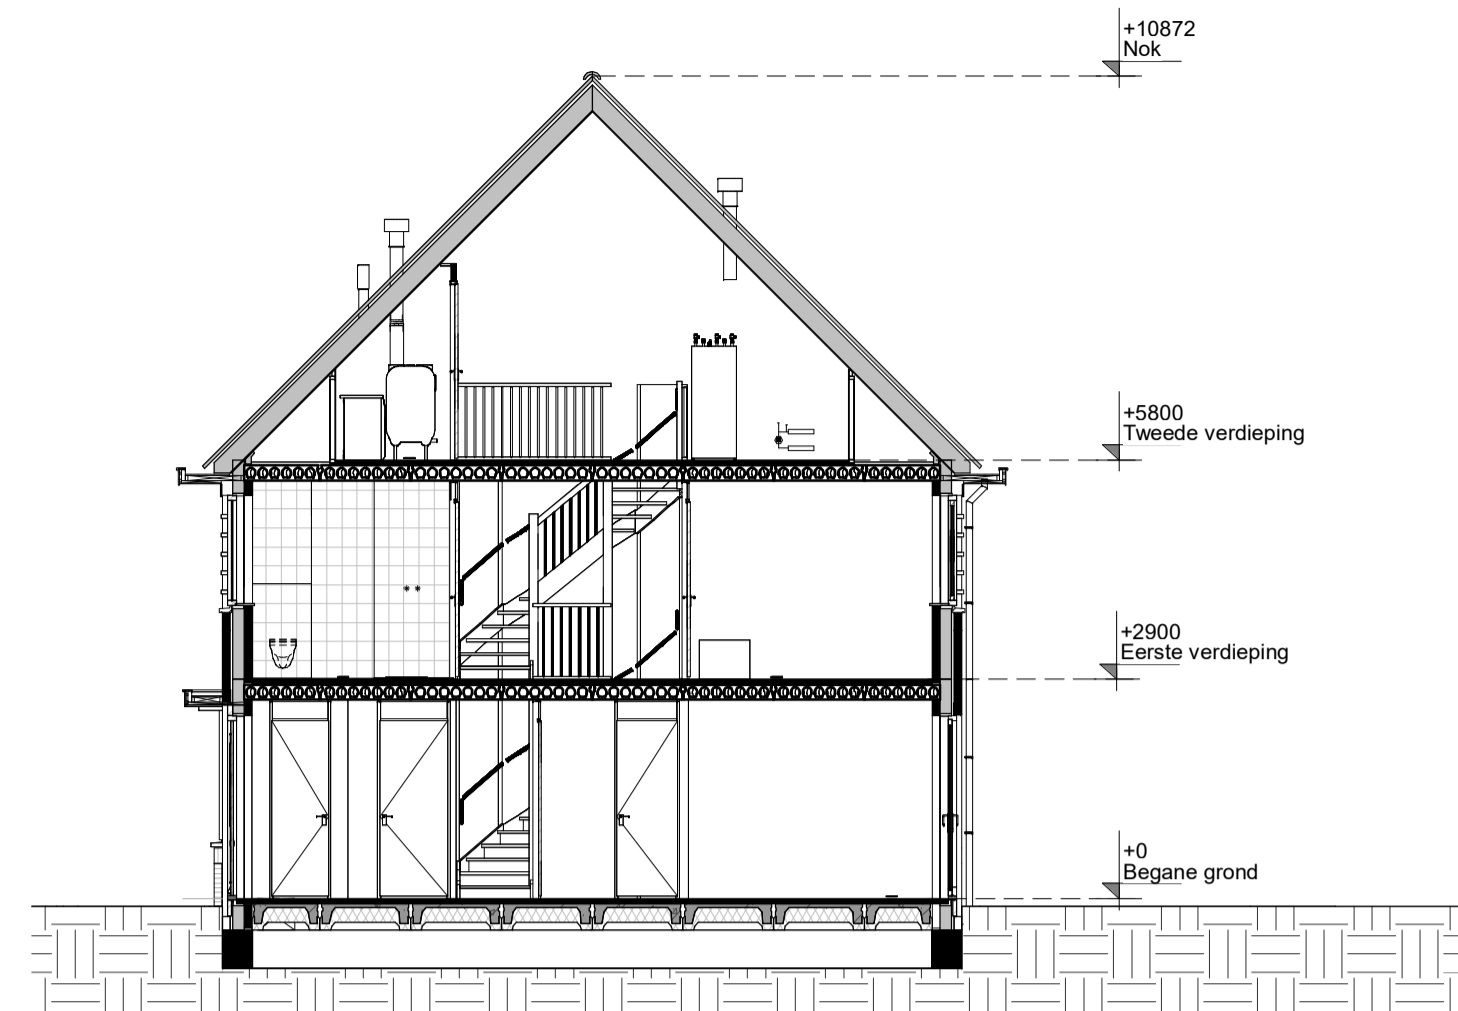 +10872
Nok
+5800
Tweede verdieping
+2900
Eerste verdieping
+0
Begane grond